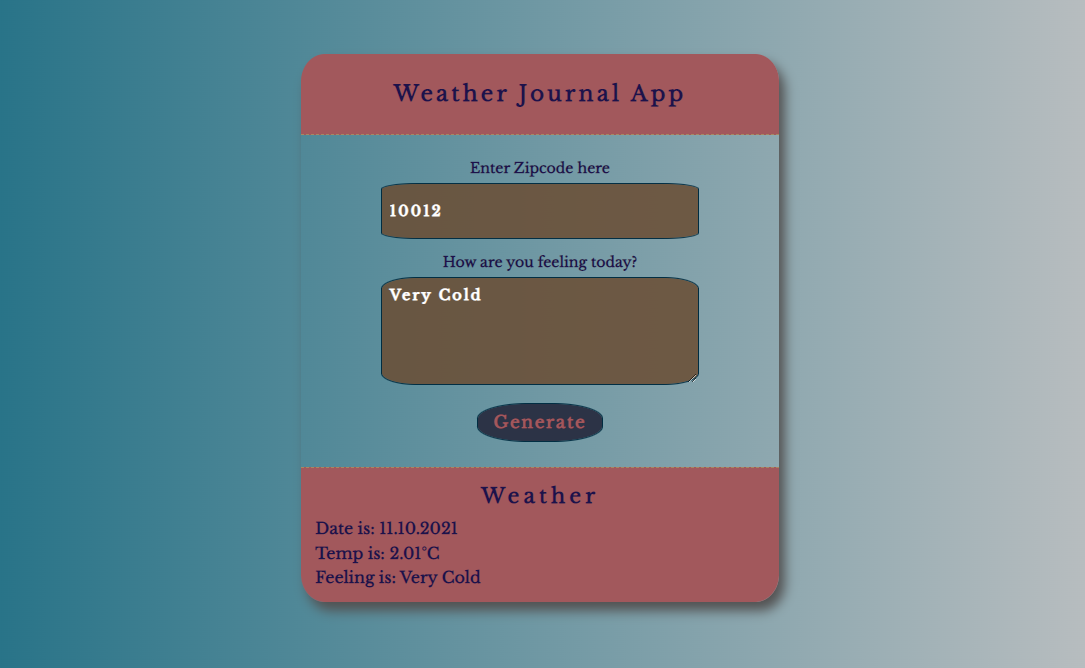 Weather Journal App
Enter Zipcode here
10012
How are you feeling today?
Very Cold
Generate
Weather
Date is: 11.10.2021
Temp is: 2.01°C
Feeling is: Very Cold